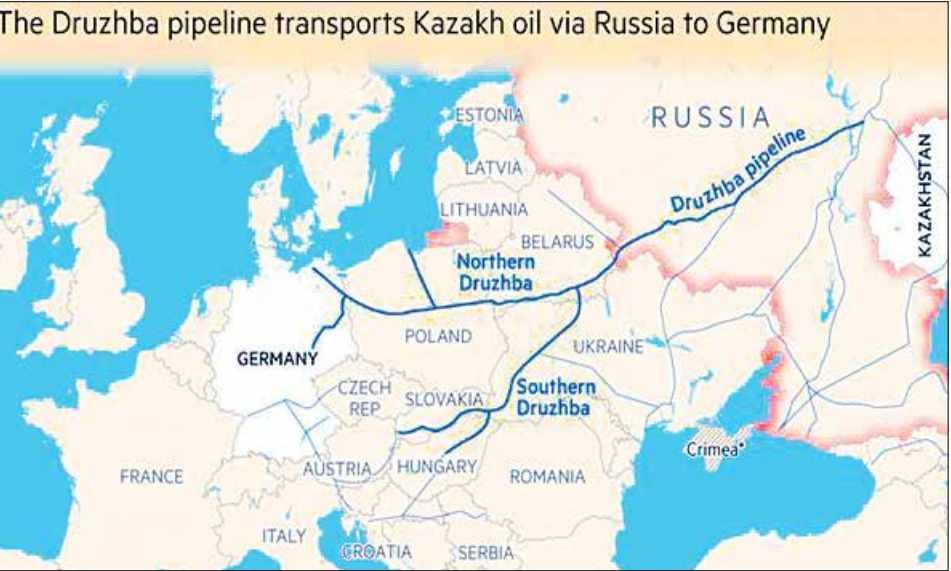 The Druzhba pipeline transports Kazakh oil via Russia to Germany
ESTONIA
RUSSIA
LATVIA
Druzhba pipeline
KAZAKHSTAN
LITHUANIA
BELARUS
Northern
Druzhba
POLAND
UKRAINE
GERMANY
CZECH
REP
SLOVAKIA
Southern
Druzhba
Crimea*
FRANCE
AUSTRIA
HUNGARY
ROMANIA
ITALY
CROATIA
SERBIA